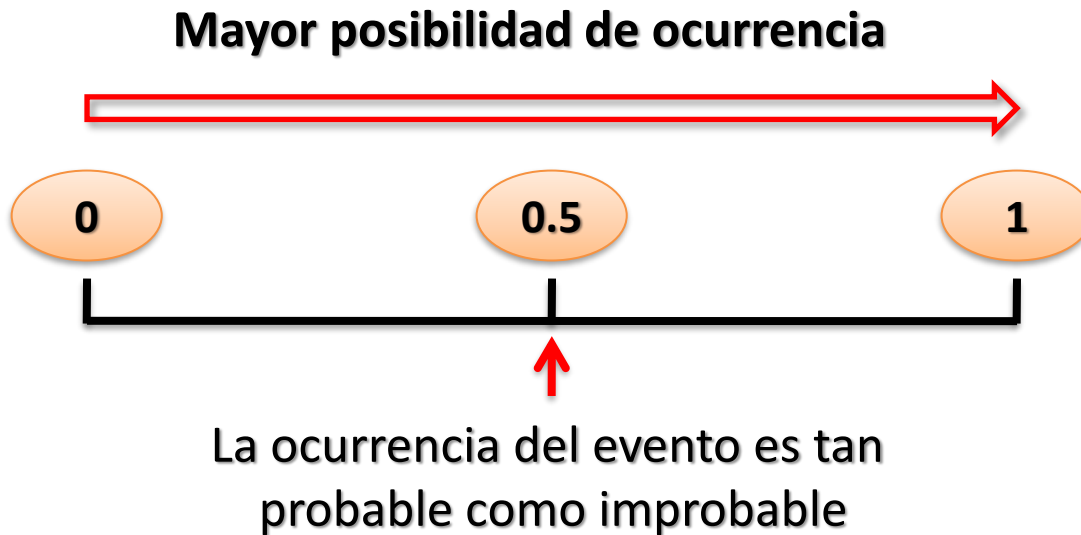 Mayor posibilidad de ocurrencia
0
0.5
1
La ocurrencia del evento es tan
probable como improbable